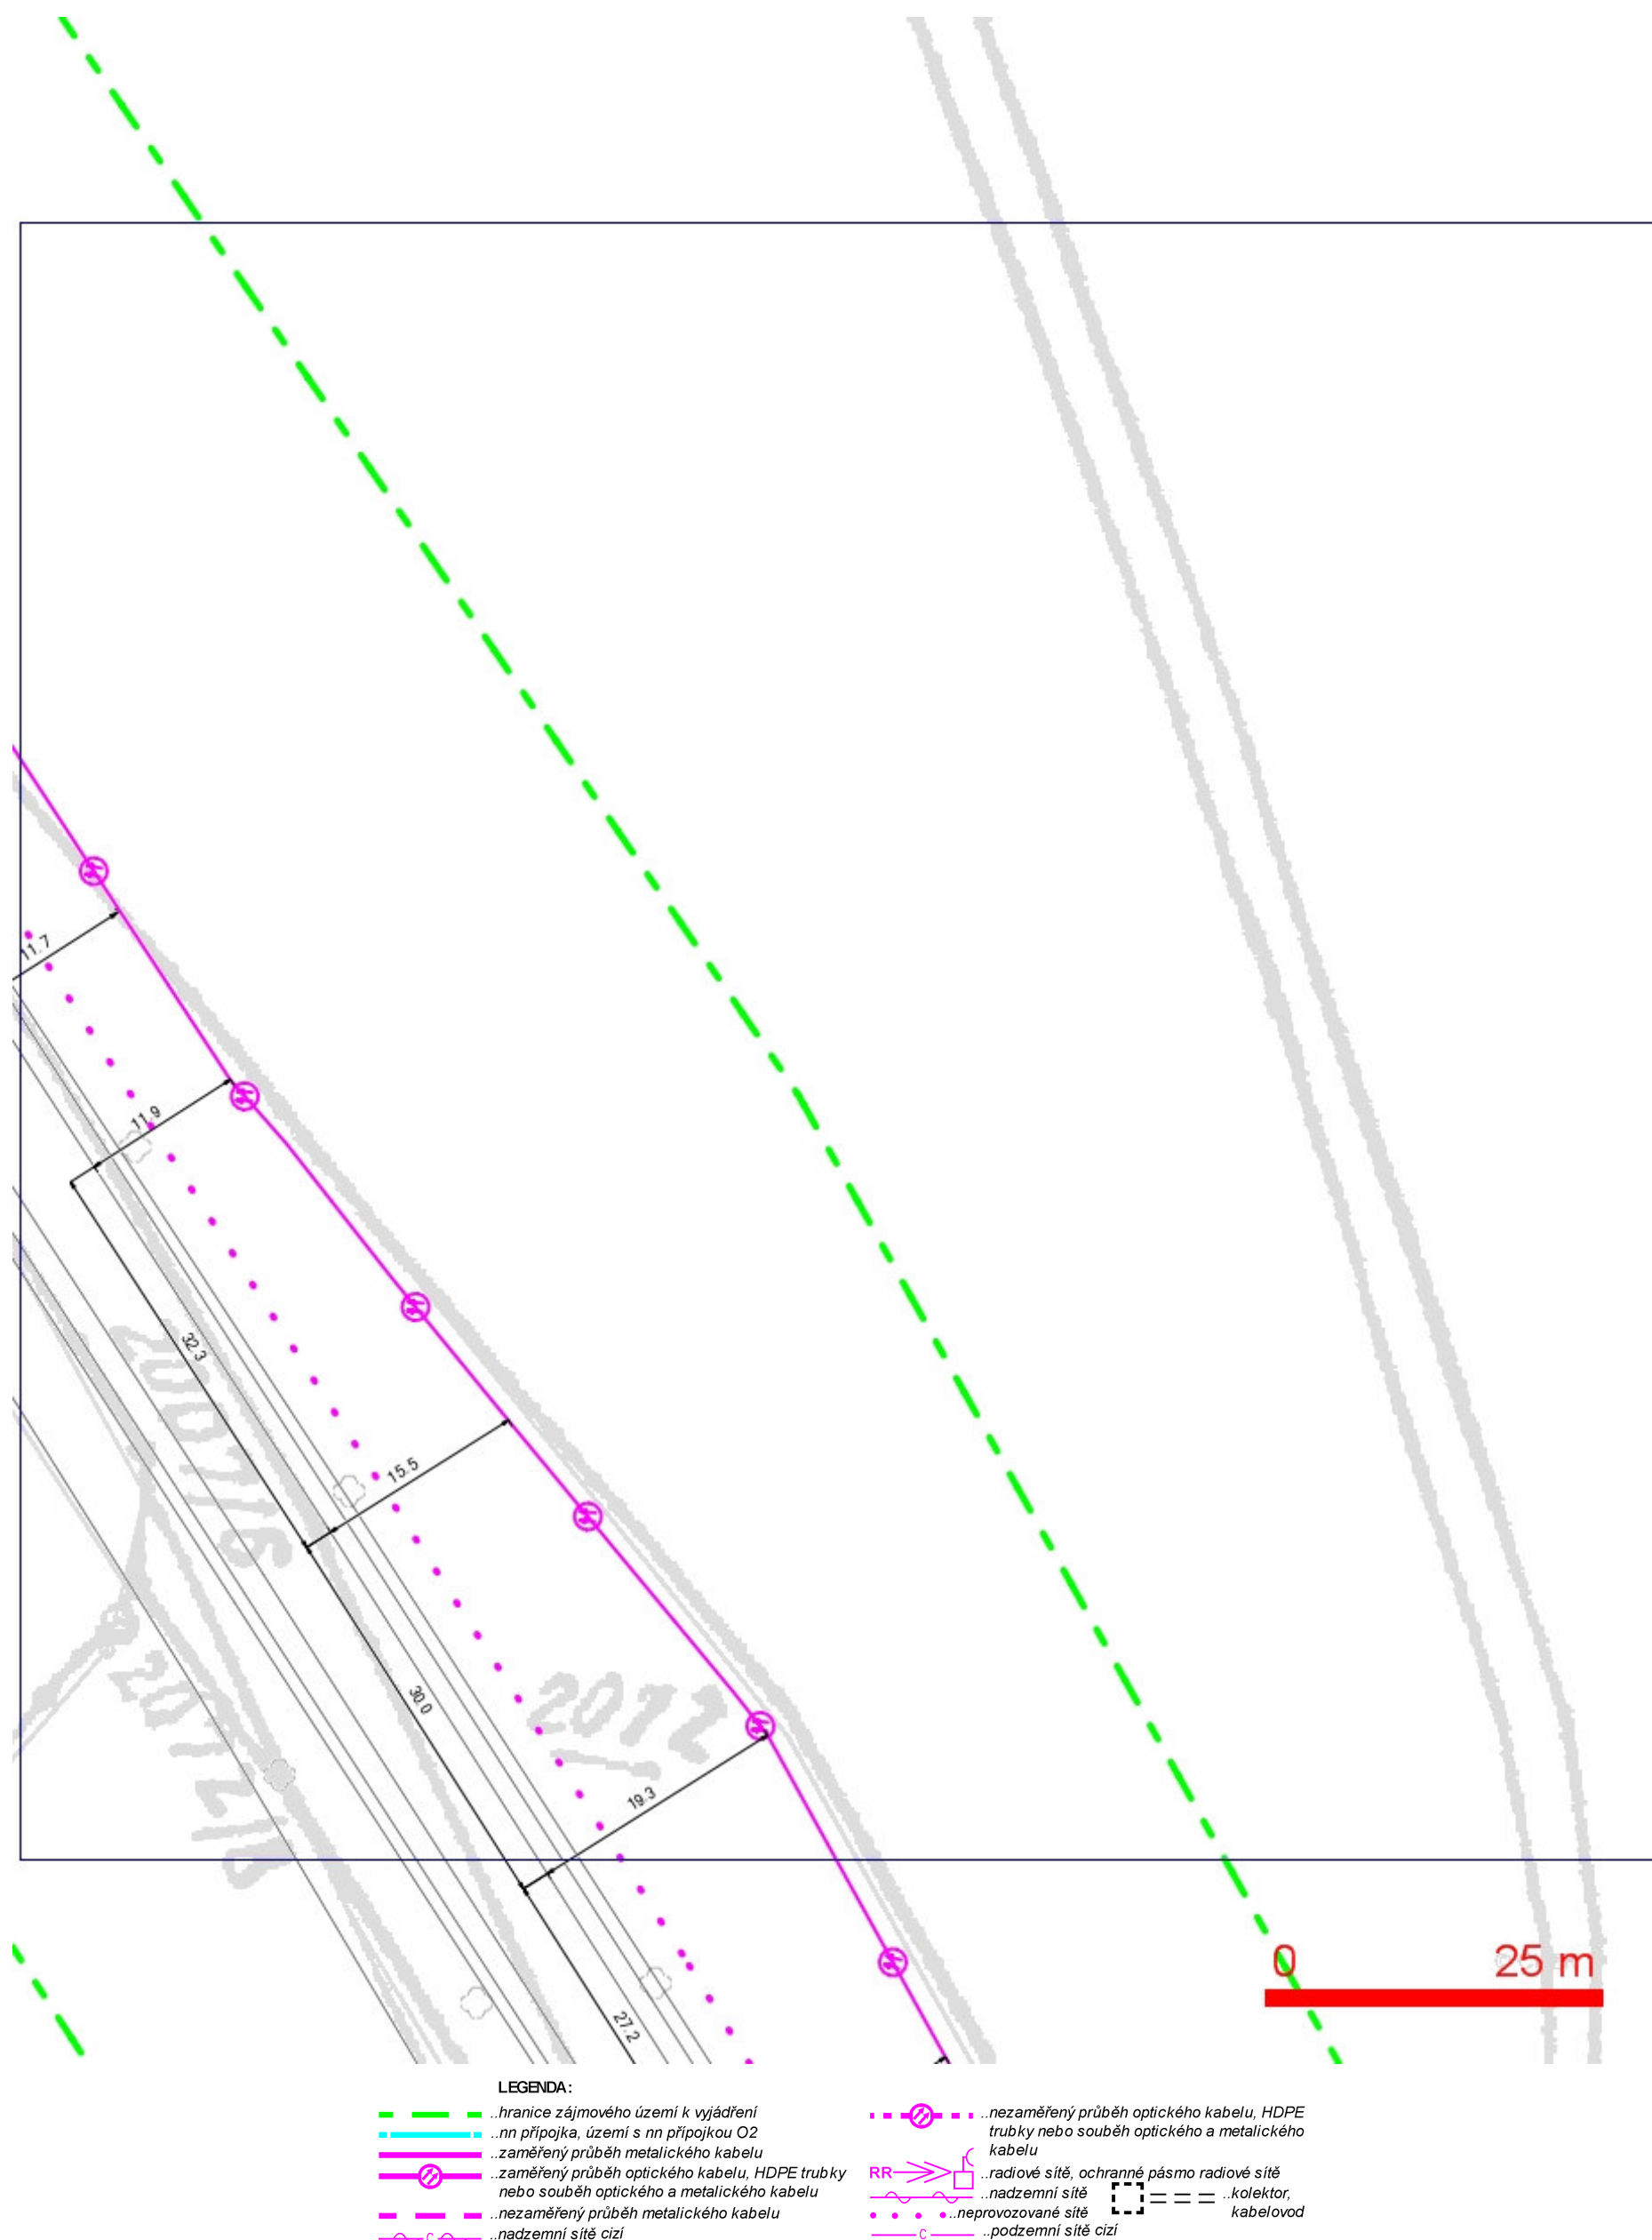 11.7
11.9
32.3
2007/16
15.5
30.0
2012
19.3
27.2
0 25 m
LEGENDA:
..hranice zájmového území k vyjádření
..nn přípojka, území s nn přípojkou O2
..zaměřený průběh metalického kabelu
..zaměřený průběh optického kabelu, HDPE trubky
nebo souběh optického a metalického kabelu
..nezaměřený průběh metalického kabelu
C ..nadzemní sítě cizí
..nezaměřený průběh optického kabelu, HDPE
trubky nebo souběh optického a metalického
kabelu
RR ..radiové sítě, ochranné pásmo radiové sítě
..nadzemní sítě
..kolektor,
kabelovod
..neprovozované sítě
C ..podzemní sítě cizí